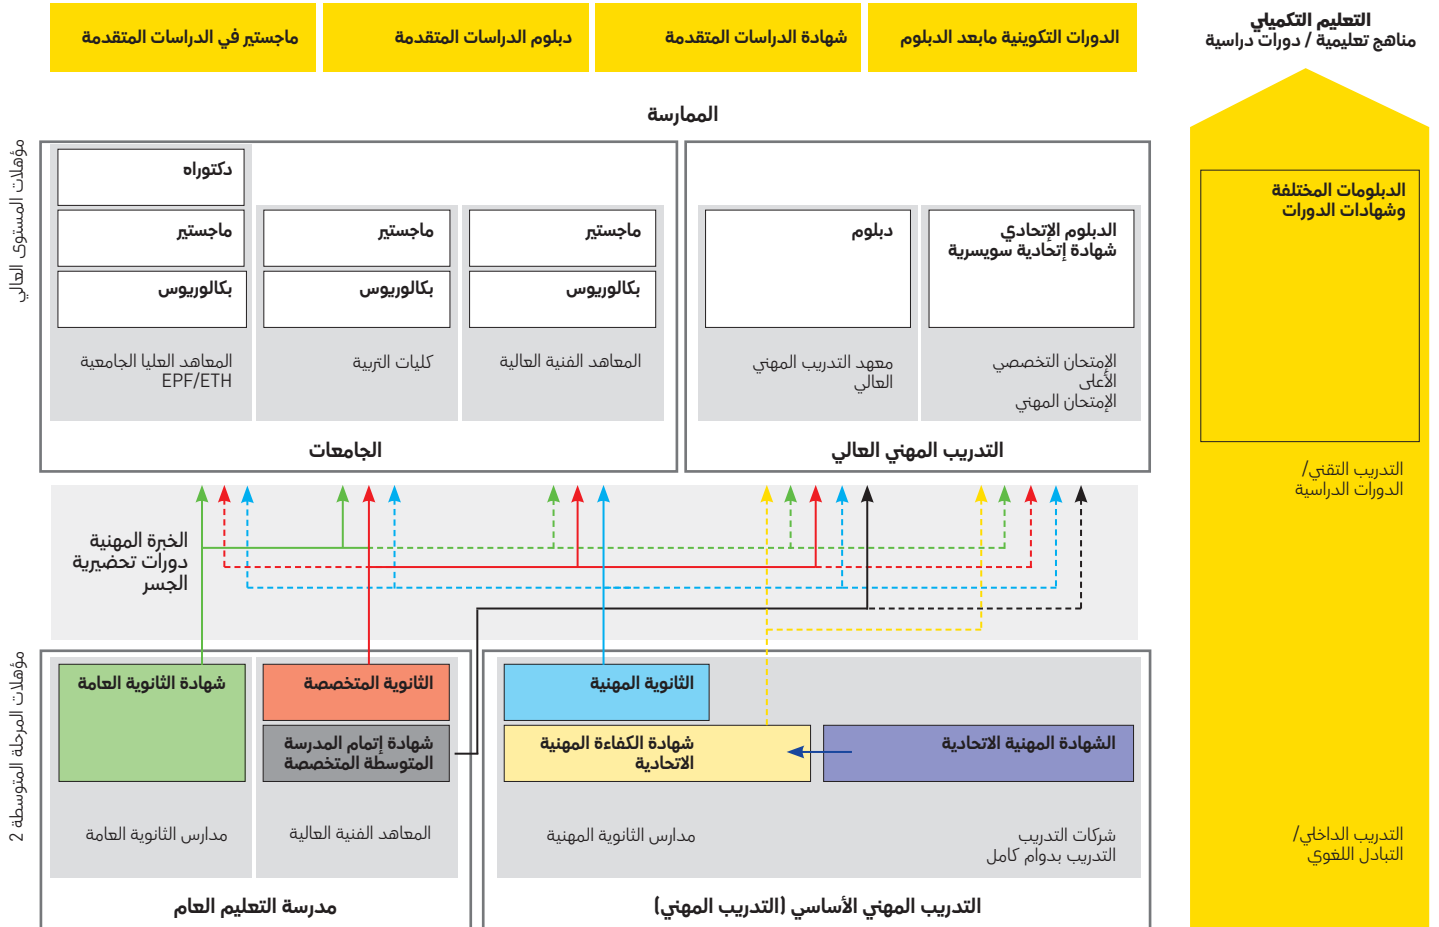 التعليم التكميلي
مناهج تعليمية / دورات دراسية
الدورات التكوينية مابعد الدبلوم
شهادة الدراسات المتقدمة
دبلوم الدراسات المتقدمة
ماجستير في الدراسات المتقدمة
الممارسة
مؤهلات المستوى العالي
الدبلومات المختلفة
وشهادات الدورات
الدبلوم الإتحادي
شهادة إتحادية سويسرية
دبلوم
ماجستير
بكالوريوس
ماجستير
بكالوريوس
دكتوراه
ماجستير
بكالوريوس
الإمتحان التخصصي
الأعلى
الإمتحان المهني
معهد التدريب المهني
العالي
المعاهد الفنية العالية
كليات التربية
المعاهد العليا الجامعية
EPF/ETH
التدريب المهني العالي
الجامعات
التدريب التقني/
الدورات الدراسية
الخبرة المهنية
دورات تحضيرية
الجسر
مؤهلات المرحلة المتوسطة 2
الثانوية المهنية
الثانوية المتخصصة
شهادة الثانوية العامة
الشهادة المهنية الاتحادية
شهادة الكفاءة المهنية
الاتحادية
شهادة إتمام المدرسة
المتوسطة المتخصصة
التدريب الداخلي/
التبادل اللغوي
شركات التدريب
التدريب بدوام كامل
مدارس الثانوية المهنية
المعاهد الفنية العالية
مدارس الثانوية العامة
التدريب المهني الأساسي (التدريب المهني)
مدرسة التعليم العام